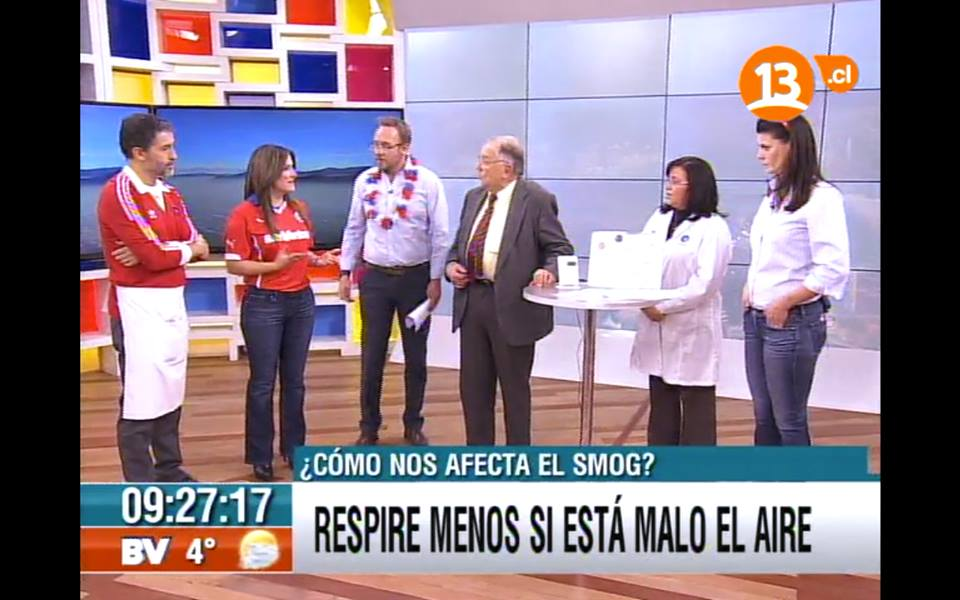 13
.cl
¿CÓMO NOS AFECTA EL SMOG?
09:27:17
RESPIRE MENOS SI ESTÁ MALO EL AIRE
BV 4°